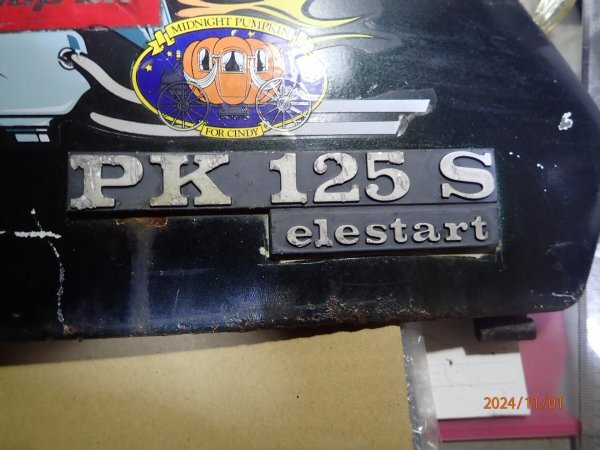 MIDNIGHT PUMPKIN
FOR CINDY
PK 125 S
elestart
2024/11/01